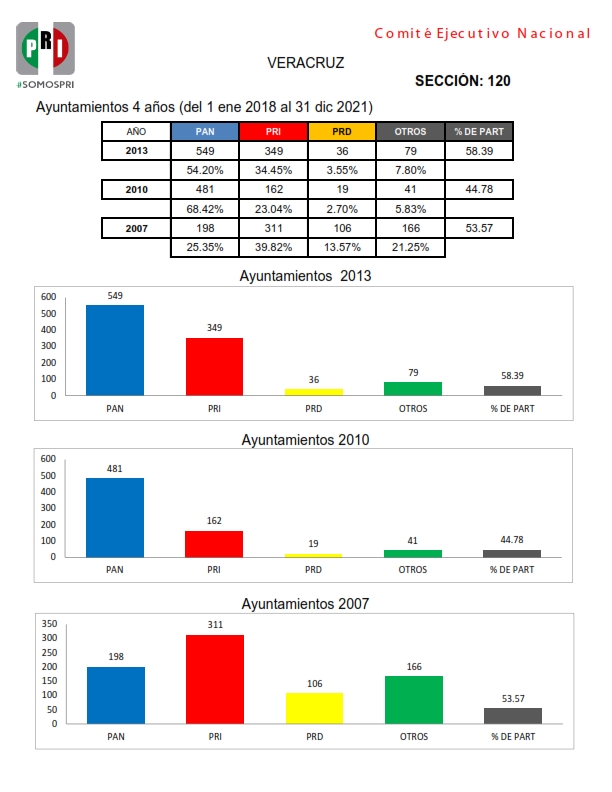 Comité Ejecutivo Nacional
PRI
#SOMOSPRI
VERACRUZ
SECCIÓN: 120
Ayuntamientos 4 años (del 1 ene 2018 al 31 dic 2021)
AÑO PAN PRI PRD OTROS % DE PART
2013 549 349 36 79 58.39
54.20% 34.45% 3.55% 7.80%
2010 481 162 19 41 44.78
68.42% 23.04% 2.70% 5.83%
2007 198 311 106 166 53.57
25.35% 39.82% 13.57% 21.25%
Ayuntamientos 2013
600
500
400
300
200
100
0
549
349
36
79
58.39
PAN PRI PRD OTROS % DE PART
Ayuntamientos 2010
600
500
400
300
200
100
0
481
162
19
41
44.78
PAN PRI PRD OTROS % DE PART
Ayuntamientos 2007
350
300
250
200
150
100
50
0
198
311
106
166
53.57
PAN PRI PRD OTROS % DE PART